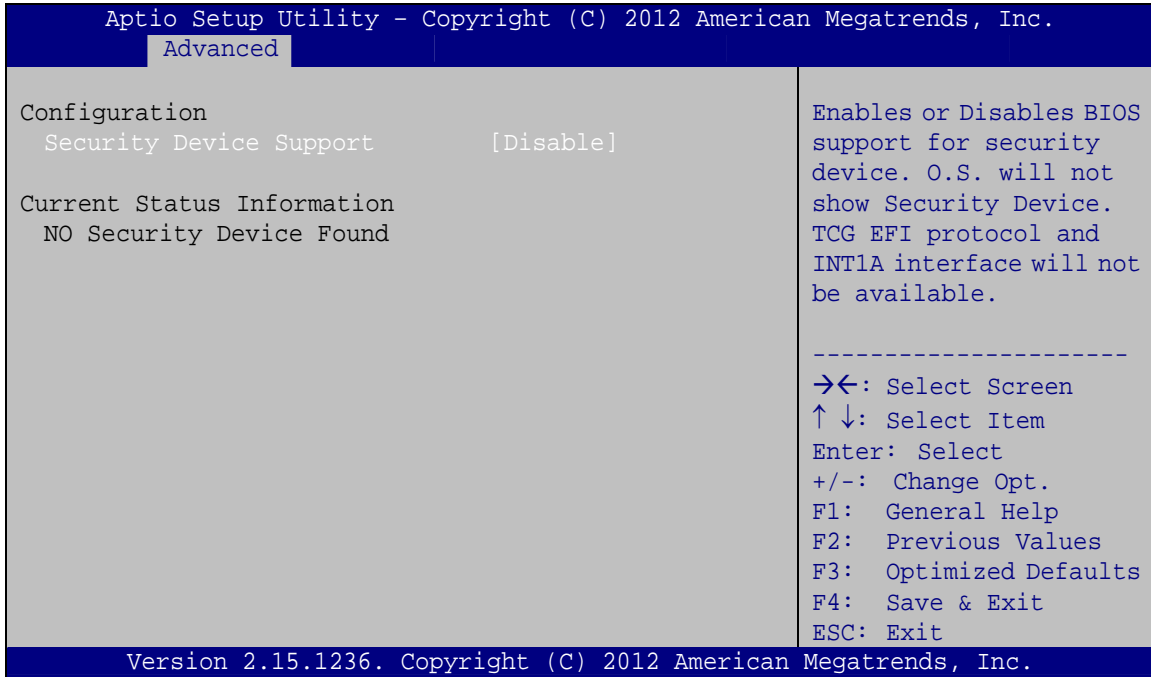 Aptio Setup Utility – Copyright (C) 2012 American Megatrends, Inc.
Advanced
Configuration
Security Device Support [Disable]
Current Status Information
NO Security Device Found
Enables or Disables BIOS
support for security
device. O.S. will not
show Security Device.
TCG EFI protocol and
INT1A interface will not
be available.
----------------------
→←: Select Screen
↑ ↓: Select Item
Enter: Select
+/-: Change Opt.
F1: General Help
F2: Previous Values
F3: Optimized Defaults
F4: Save & Exit
ESC: Exit
Version 2.15.1236. Copyright (C) 2012 American Megatrends, Inc.